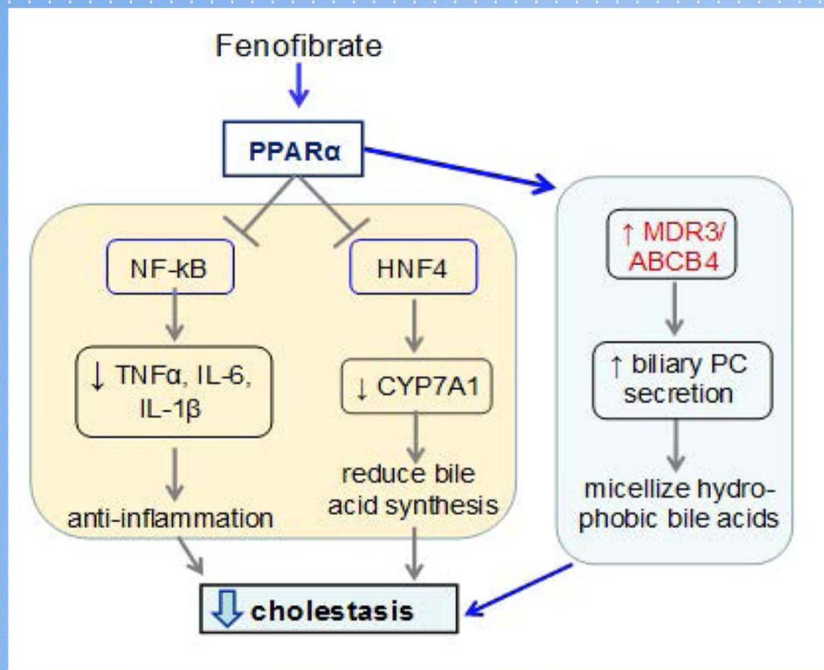 Fenofibrate
PPARα
NF-kB
↓ TNFα, IL-6,
IL-1β
anti-inflammation
HNF4
↓ CYP7A1
reduce bile
acid synthesis
↑ MDR3/
ABCB4
↑ biliary PC
secretion
micellize hydro-
phobic bile acids
cholestasis